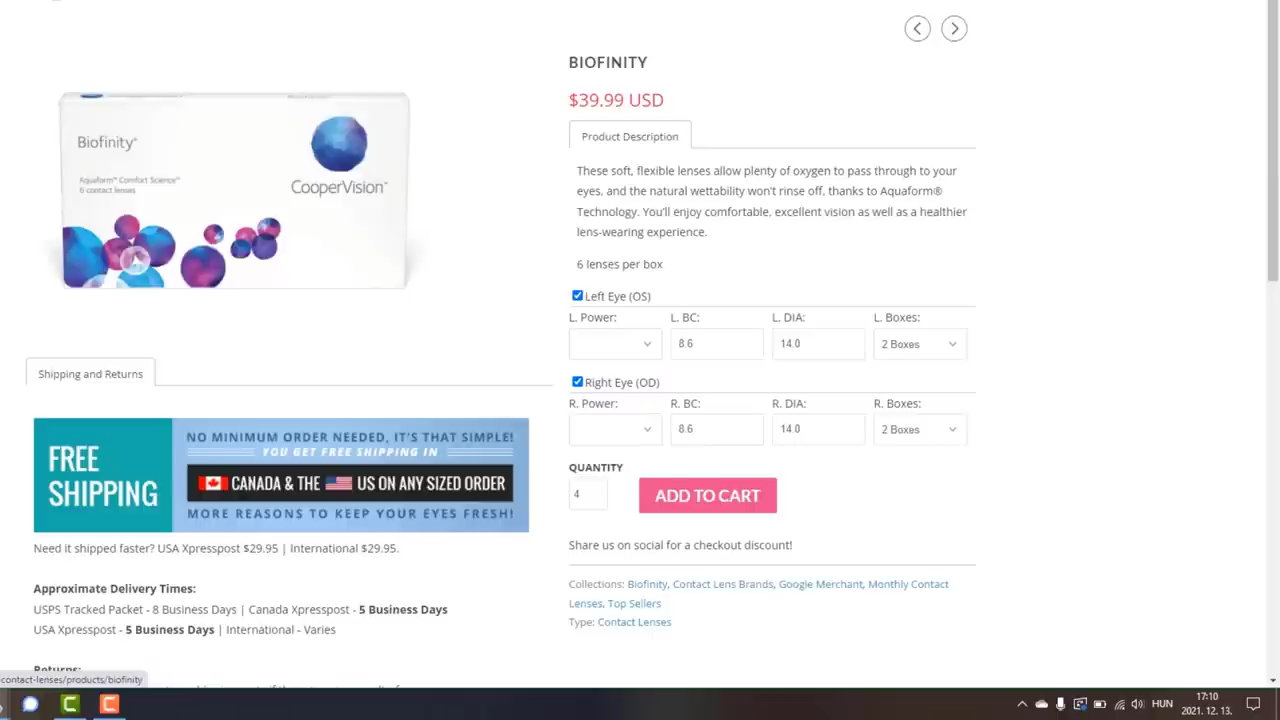 BIOFINITY
$39.99 USD
Product Description
These soft, flexible lenses allow plenty of oxygen to pass through to your
eyes, and the natural wettability won't rinse off, thanks to Aquaform®
Technology. You'll enjoy comfortable, excellent vision as well as a healthier
lens-wearing experience.
6 lenses per box
Left Eye (OS)
L. Power: L. BC: L. DIA: L. Boxes:
8.6 14.0 2 Boxes
Right Eye (OD)
R. Power: R. BC: R. DIA: R. Boxes:
8.6 14.0 2 Boxes
QUANTITY
4 ADD TO CART
Share us on social for a checkout discount!
Collections: Biofinity, Contact Lens Brands, Google Merchant, Monthly Contact
Lenses, Top Sellers
Type: Contact Lenses
Biofinity®
Aquaform™ Comfort Science™
6 contact lenses
CooperVision™
Shipping and Returns
FREE
SHIPPING
NO MINIMUM ORDER NEEDED, IT'S THAT SIMPLE!
YOU GET FREE SHIPPING IN
CANADA & THE US ON ANY SIZED ORDER
MORE REASONS TO KEEP YOUR EYES FRESH!
Need it shipped faster? USA Xpresspost $29.95 | International $29.95.
Approximate Delivery Times:
USPS Tracked Packet - 8 Business Days | Canada Xpresspost - 5 Business Days
USA Xpresspost - 5 Business Days | International - Varies
Returns:
contact-lenses/products/biofinity
HUN
17:10
2021. 12. 13.